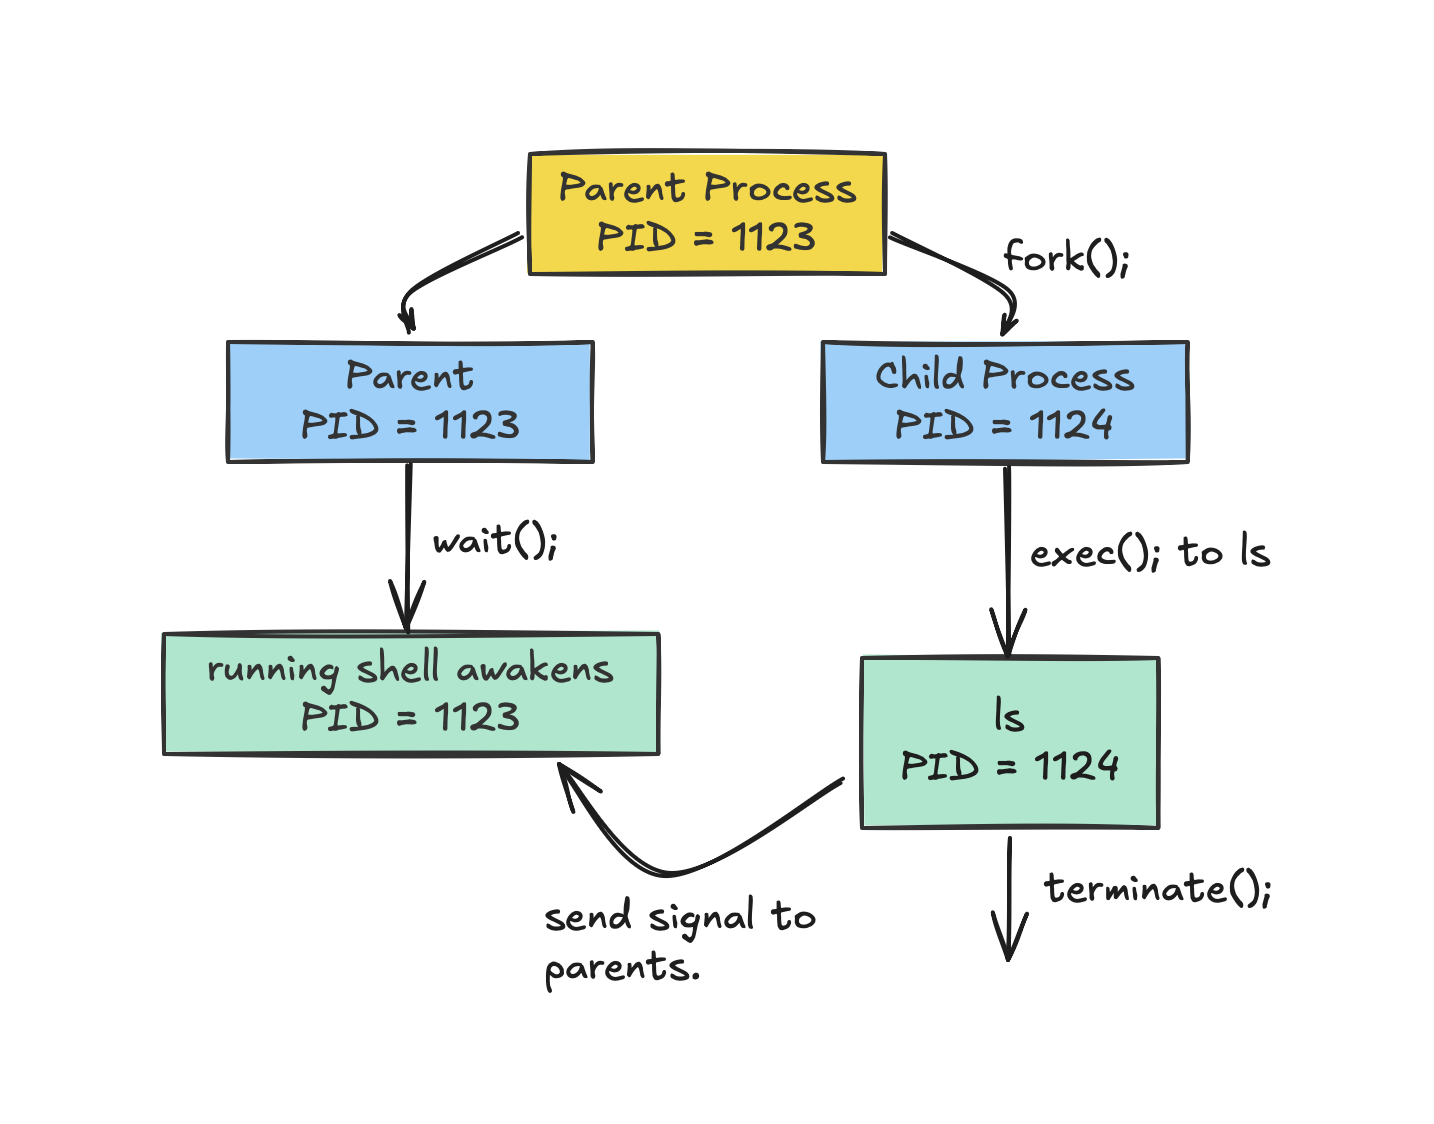 Parent Process
PID = 1123
fork();
Parent
PID = 1123
Child Process
PID = 1124
wait();
exec(); to ls
running shell awakens
PID = 1123
ls
PID = 1124
terminate();
send signal to
parents.